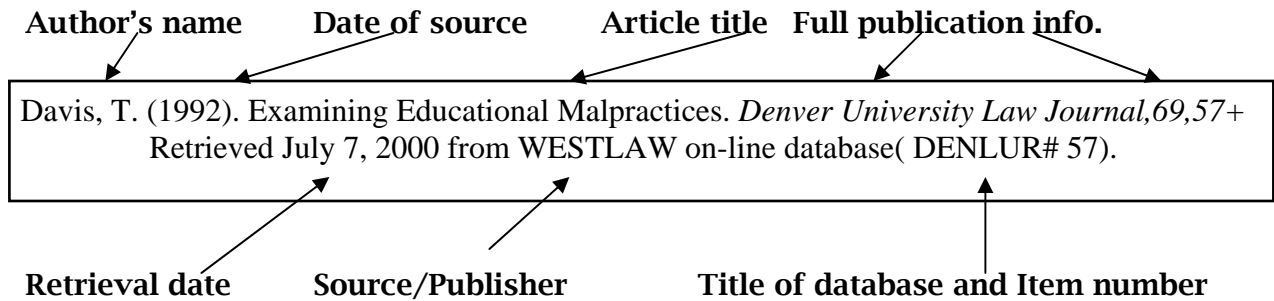 Author's name Date of source Article title Full publication info.
Davis, T. (1992). Examining Educational Malpractices. Denver University Law Journal,69,57+
Retrieved July 7, 2000 from WESTLAW on-line database( DENLUR# 57).
Retrieval date Source/Publisher Title of database and Item number